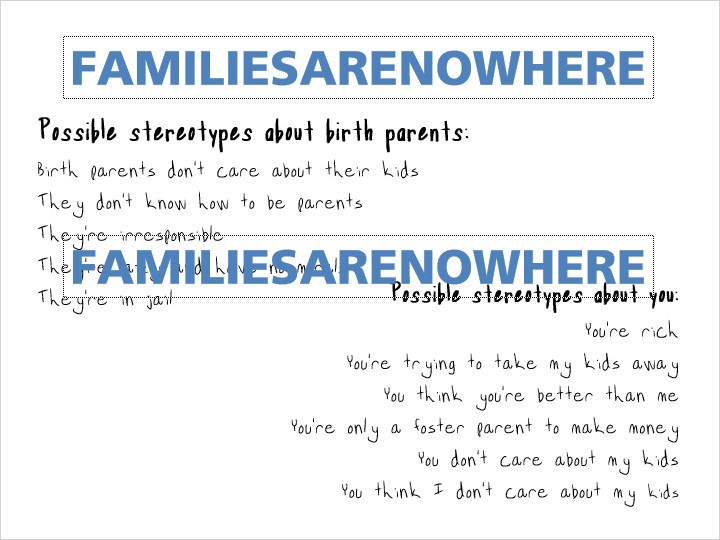 FAMILIESARENOWHERE
Possible stereotypes about birth parents:
Birth parents don't care about their kids
They don't know how to be parents
They're irresponsible
They're lazy and have no morals
FAMILIESARENOWHERE
They're in jail
Possible stereotypes about you:
You're rich
You're trying to take my kids away
You think you're better than me
You're only a foster parent to make money
You don't care about my kids
You think I don't care about my kids